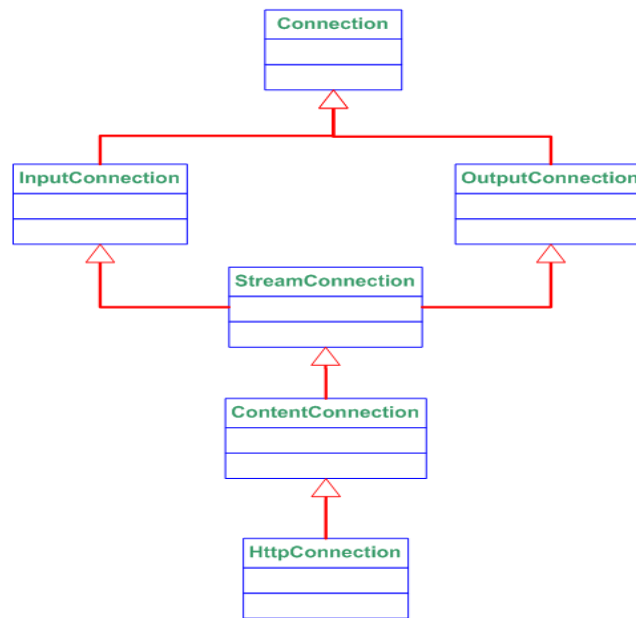 Connection
InputConnection
OutputConnection
StreamConnection
ContentConnection
HttpConnection